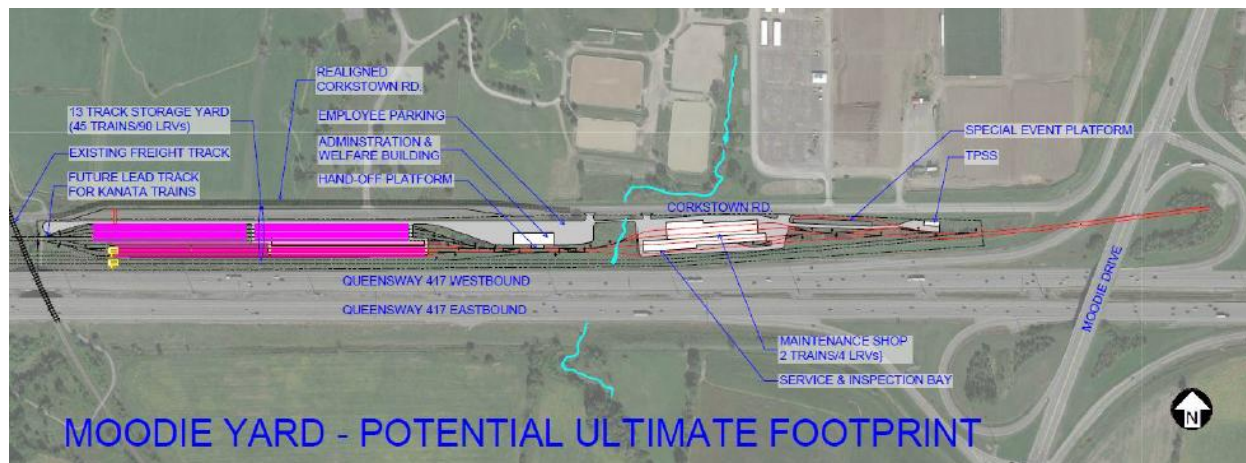 REALIGNED
CORKSTOWN RD.
13 TRACK STORAGE YARD
(45 TRAINS/90 LRVs)
EMPLOYEE PARKING
EXISTING FREIGHT TRACK
ADMINSTRATION &
WELFARE BUILDING
FUTURE LEAD TRACK
FOR KANATA TRAINS
HAND-OFF PLATFORM
SPECIAL EVENT PLATFORM
TPSS
CORKSTOWN RD.
QUEENSWAY 417 WESTBOUND
QUEENSWAY 417 EASTBOUND
MOODIE DRIVE
MAINTENANCE SHOP
2 TRAINS/4 LRVs)
SERVICE & INSPECTION BAY
MOODIE YARD - POTENTIAL ULTIMATE FOOTPRINT
N